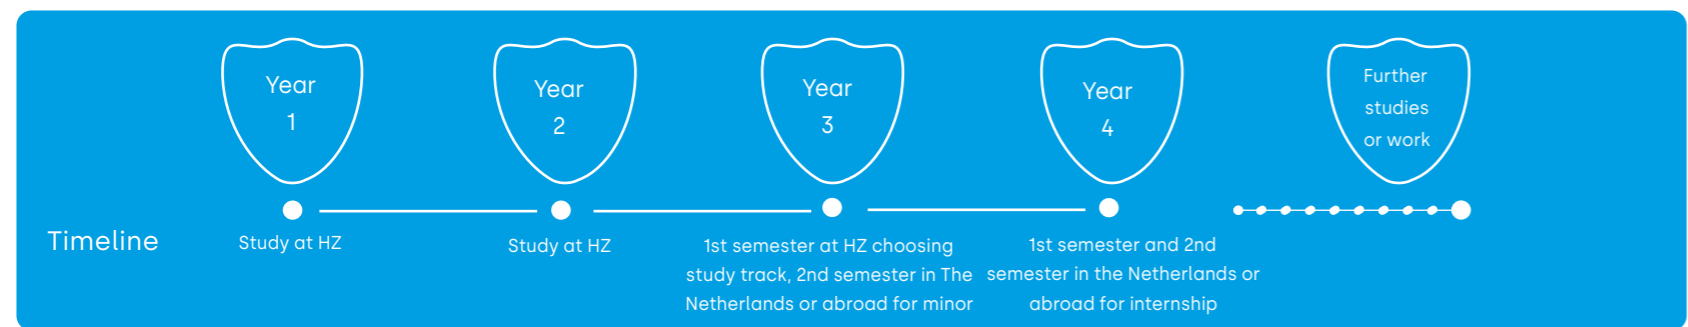 Year
1
Year
2
Year
3
Year
4
Further
studies
or work
Timeline
Study at HZ
Study at HZ
1st semester at HZ choosing
study track, 2nd semester in The
Netherlands or abroad for minor
1st semester and 2nd
semester in the Netherlands or
abroad for internship